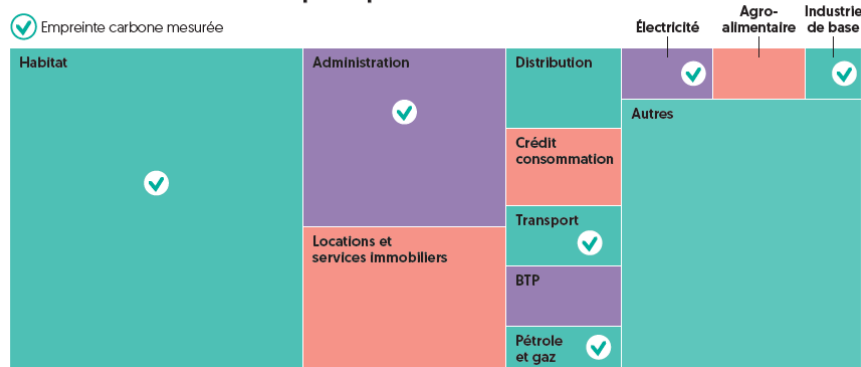 Empreinte carbone mesurée
Électricité
Agro-
alimentaire
Industrie
de base
Habitat
Administration
Distribution
Autres
Crédit
consommation
Transport
Locations et
services immobiliers
BTP
Pétrole
et gaz